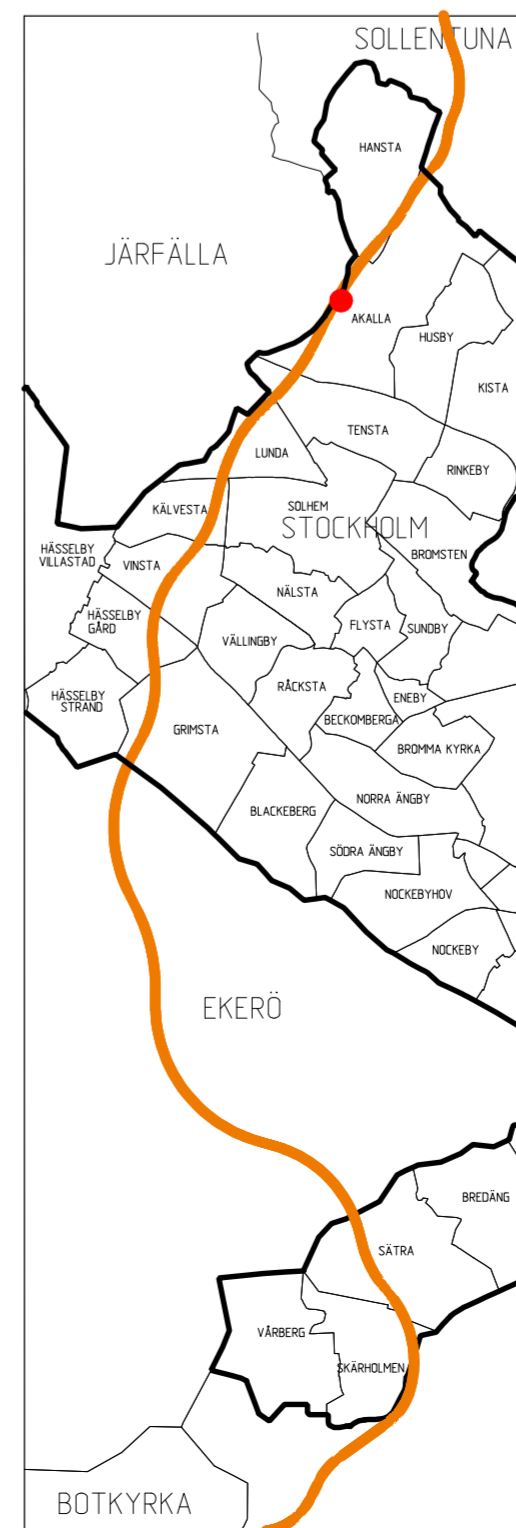 SOLLENTUNA
HANSTA
JÄRFÄLLA
AKALLA
HUSBY
KISTA
TENSTA
LUNDA
RINKEBY
KÄLVESTA
SOLHEM
STOCKHOLM
HÄSSELBY
VILLASTAD
VINSTA
BROMSTEN
NÄLSTA
HÄSSELBY
GÅRD
FLYSTA
SUNDBY
VÄLLINGBY
RÅCKSTA
HÄSSELBY
STRAND
ENEBY
BECKOMBERGA
GRIMSTA
BROMMA KYRKA
NORRA ÄNGBY
BLACKEBERG
SÖDRA ÄNGBY
NOCKEBYHOV
NOCKEBY
EKERÖ
BREDÄNG
SÄTRA
VÅRBERG
SKÄRHOLMEN
BOTKYRKA